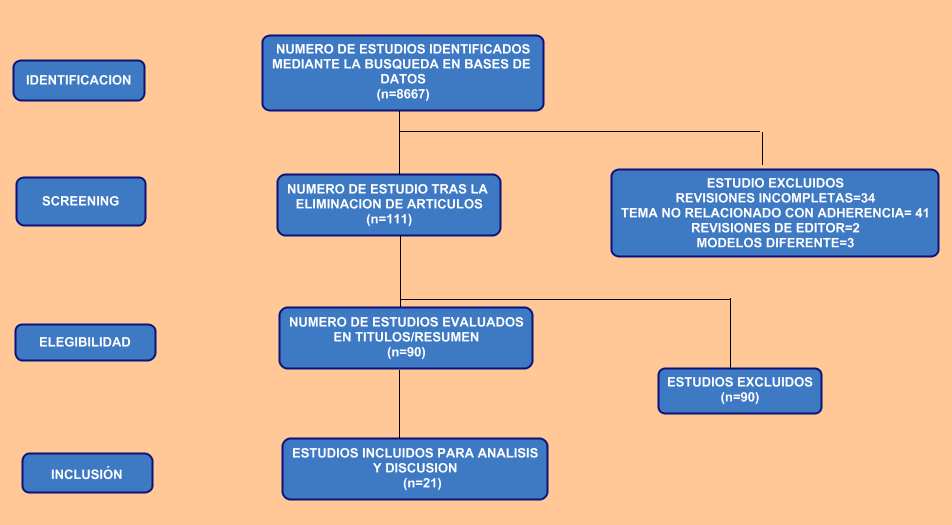 IDENTIFICACION
NUMERO DE ESTUDIOS IDENTIFICADOS
MEDIANTE LA BUSQUEDA EN BASES DE
DATOS
(n=8667)
SCREENING
NUMERO DE ESTUDIO TRAS LA
ELIMINACION DE ARTICULOS
(n=111)
ESTUDIO EXCLUIDOS
REVISIONES INCOMPLETAS=34
TEMA NO RELACIONADO CON ADHERENCIA= 41
REVISIONES DE EDITOR=2
MODELOS DIFERENTE=3
ELEGIBILIDAD
NUMERO DE ESTUDIOS EVALUADOS
EN TITULOS/RESUMEN
(n=90)
ESTUDIOS EXCLUIDOS
(n=90)
INCLUSIÓN
ESTUDIOS INCLUIDOS PARA ANALISIS
Y DISCUSION
(n=21)